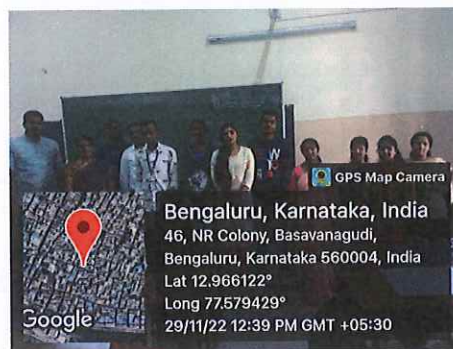 GPS Map Camera
Bengaluru, Karnataka, India
46, NR Colony, Basavanagudi,
Bengaluru, Karnataka 560004, India
Lat 12.966122°
Long 77.579429°
29/11/22 12:39 PM GMT +05:30
Google